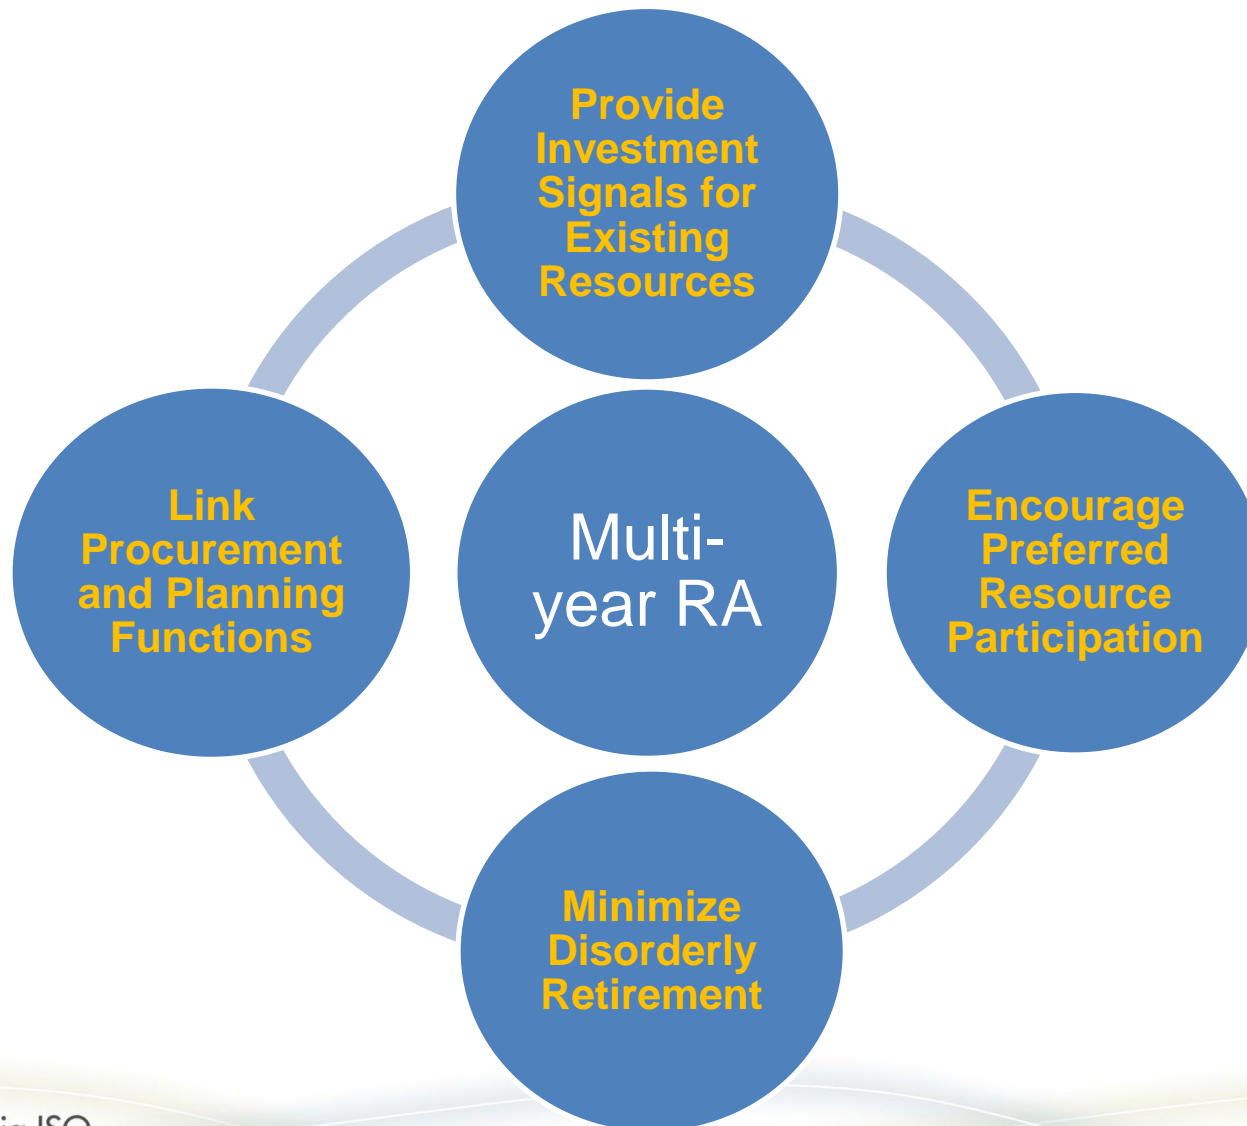 Provide
Investment
Signals for
Existing
Resources
Link
Procurement
and Planning
Functions
Multi-
year RA
Encourage
Preferred
Resource
Participation
Minimize
Disorderly
Retirement
ISO